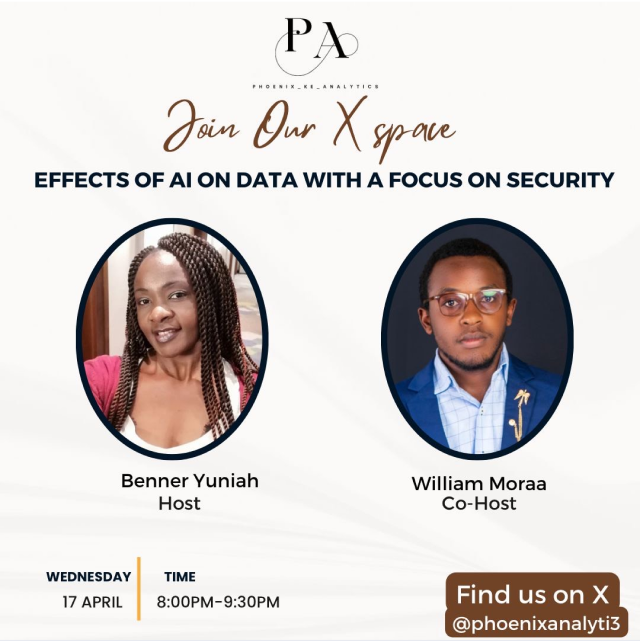 PA
PHOENIX_KE_ANALYTICS
Join Our X space
EFFECTS OF AI ON DATA WITH A FOCUS ON SECURITY
Benner Yuniah
Host
William Moraa
Co-Host
WEDNESDAY
17 APRIL
TIME
8:00PM-9:30PM
Find us on X
@phoenixanalyti3